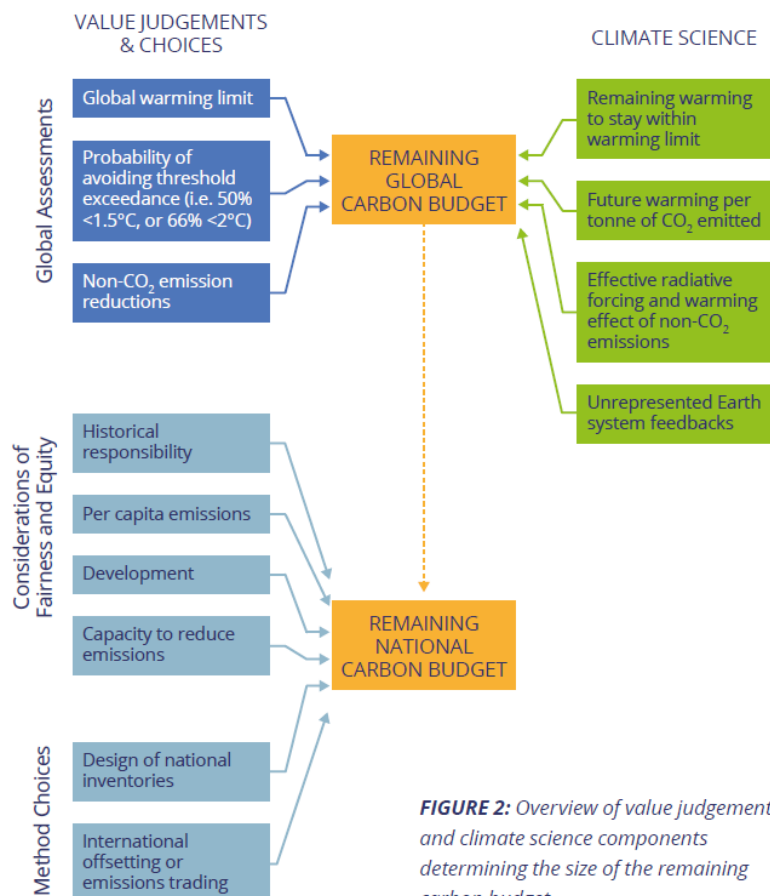 VALUE JUDGEMENTS
& CHOICES
CLIMATE SCIENCE
Global Assessments
Global warming limit
Probability of
avoiding threshold
exceedance (i.e. 50%
<1.5°C, or 66% <2°C)
Non-CO₂ emission
reductions
REMAINING
GLOBAL
CARBON BUDGET
Remaining warming
to stay within
warming limit
Future warming per
tonne of CO₂ emitted
Effective radiative
forcing and warming
effect of non-CO₂
emissions
Unrepresented Earth
system feedbacks
Considerations of
Fairness and Equity
Historical
responsibility
Per capita emissions
Development
Capacity to reduce
emissions
REMAINING
NATIONAL
CARBON BUDGET
Method Choices
Design of national
inventories
International
offsetting or
emissions trading
FIGURE 2: Overview of value judgement
and climate science components
determining the size of the remaining
carbon budget